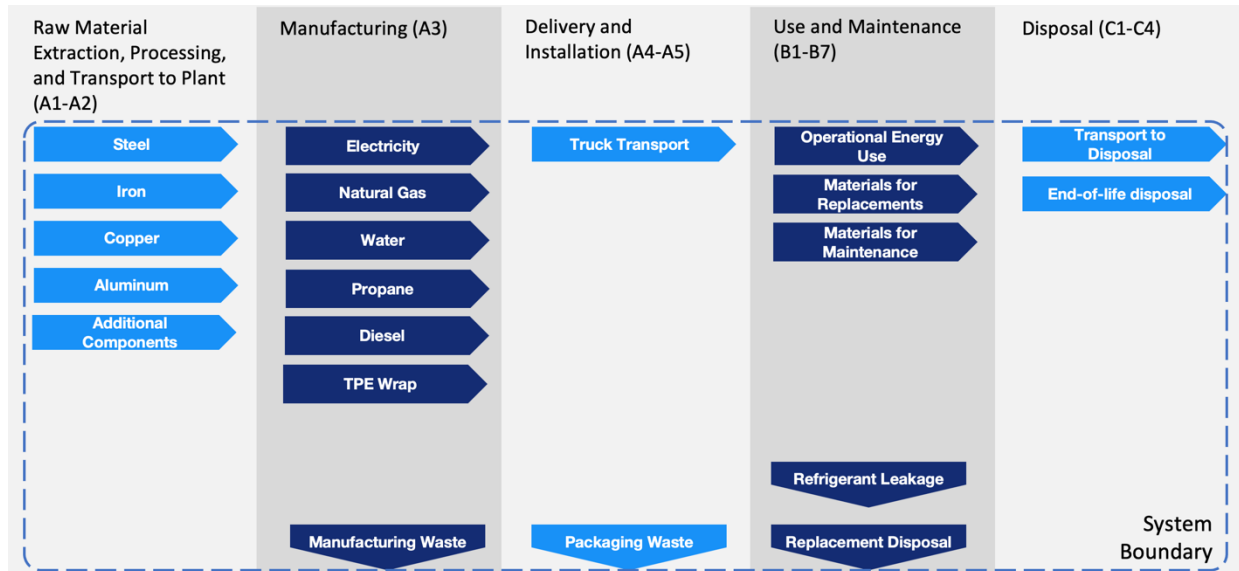 Raw Material
Extraction, Processing,
and Transport to Plant
(A1-A2)
Steel
Iron
Copper
Aluminum
Additional
Components
Manufacturing (A3)
Electricity
Natural Gas
Water
Propane
Diesel
TPE Wrap
Manufacturing Waste
Delivery and
Installation (A4-A5)
Truck Transport
Packaging Waste
Use and Maintenance
(B1-B7)
Operational Energy
Use
Materials for
Replacements
Materials for
Maintenance
Refrigerant Leakage
Replacement Disposal
Disposal (C1-C4)
Transport to
Disposal
End-of-life disposal
System
Boundary